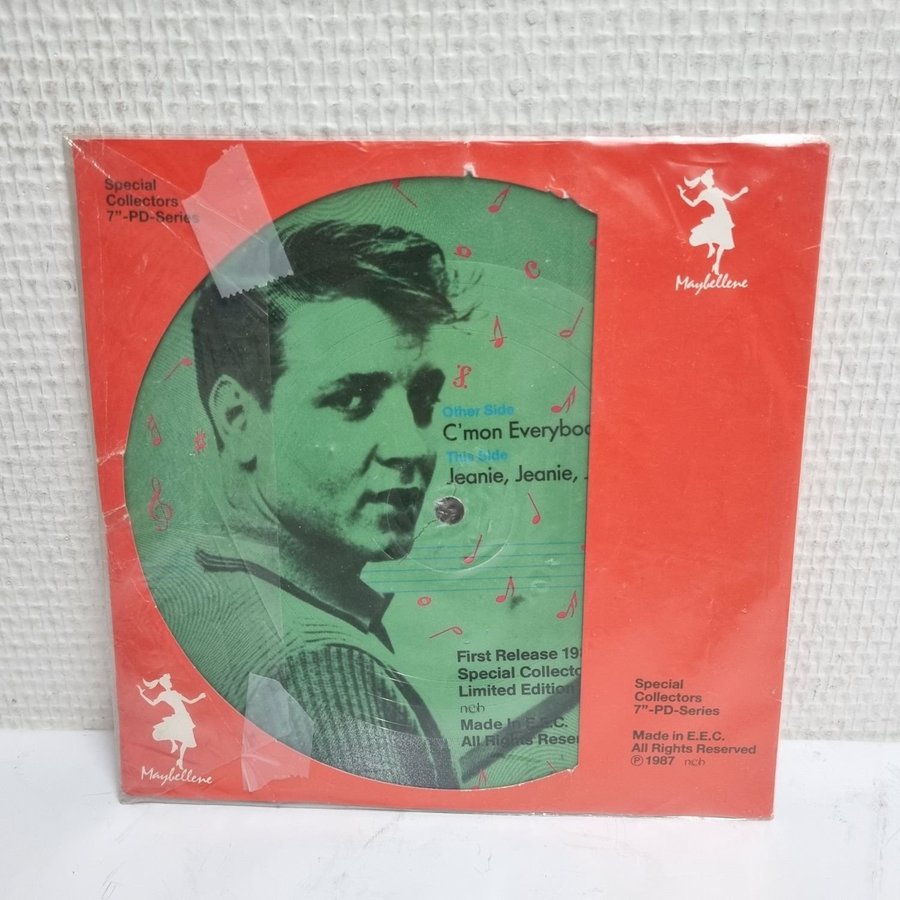 Special
Collectors
7"-PD-Series
Maybellene
Other Side
C'mon Everyboc
This Side
Jeanie, Jeanie,
First Release 19
Special Collecto
Limited Edition
ncb
Made in E.E.C.
All Rights Reser
Maybellene
Special
Collectors
7"-PD-Series
Made in E.E.C.
All Rights Reserved
Ⓟ 1987 ncb